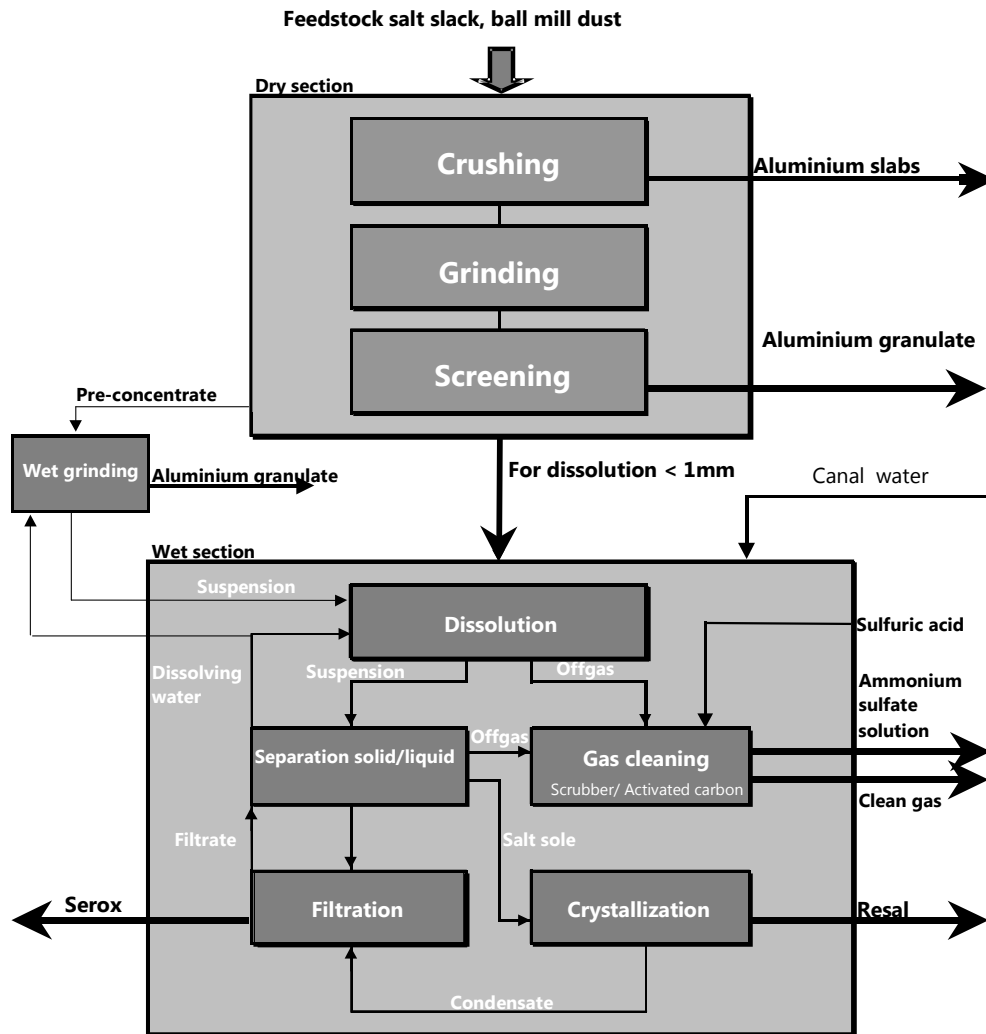 Feedstock salt slack, ball mill dust
Dry section
Crushing
Aluminium slabs
Grinding
Aluminium granulate
Screening
Pre-concentrate
Wet grinding
Aluminium granulate
For dissolution < 1mm
Canal water
Wet section
Suspension
Dissolution
Sulfuric acid
Dissolving
water
Suspension
Offgas
Ammonium
sulfate
solution
Separation solid/liquid
Offgas
Gas cleaning
Scrubber/ Activated carbon
Clean gas
Filtrate
Salt sole
Serox
Filtration
Crystallization
Resal
Condensate